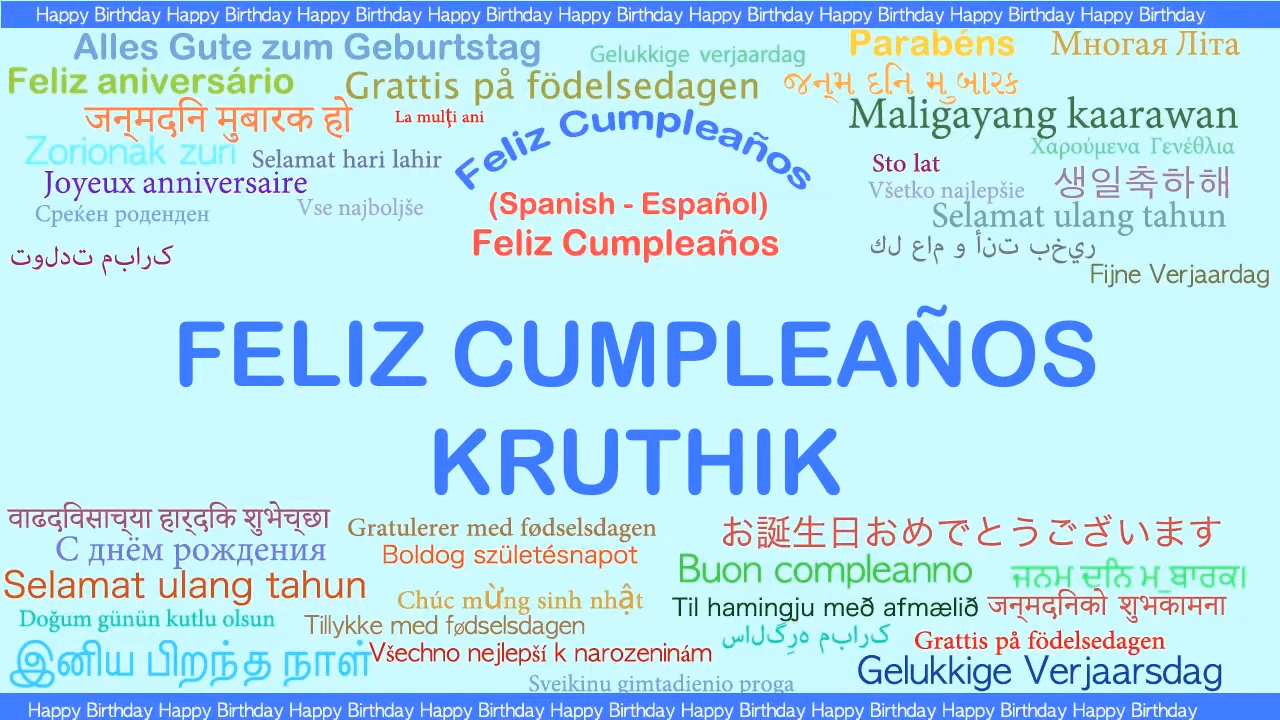 Happy Birthday Happy Birthday Happy Birthday Happy Birthday Happy Birthday Happy Birthday Happy Birthday Happy Birthday Happy Birthday
Alles Gute zum Geburtstag
Gelukkige verjaardag
Parabéns
Многая Літа
Feliz aniversário
Grattis på födelsedagen
જન્મ દનિ મુ બારક
जन्मदनि मुबारक हो
La mulţi ani
Feliz Cumpleaños
Maligayang kaarawan
Zorionak zuri
Selamat hari lahir
Χαρούμενα Γενέθλια
Joyeux anniversaire
Sto lat
Všetko najlepšie
생일축하해
(Spanish - Español)
Среќен роденден
Vse najboljše
Selamat ulang tahun
Feliz Cumpleaños
تولدت مبارک
كل عام و أنت بخير
Fijne Verjaardag
FELIZ CUMPLEAÑOS
KRUTHIK
वाढदविसाच्या हार्दकि शुभेच्छा
Gratulerer med fødselsdagen
お誕生日おめでとうございます
С днём рождения
Boldog születésnapot
Buon compleanno
ਜਨਮ ਦਨਿ ਮੁਬਾਰਕ।
Selamat ulang tahun
Chúc mừng sinh nhật
Til hamingju með afmælið
जन्मदनिको शुभकामना
Doğum günün kutlu olsun
Tillykke med fødselsdagen
سالگرہ مبارک
Grattis på födelsedagen
இனிய பிறந்த நாள்
Všechno nejlepší k narozeninám
Gelukkige Verjaarsdag
Sveikinu gimtadienio proga
Happy Birthday Happy Birthday Happy Birthday Happy Birthday Happy Birthday Happy Birthday Happy Birthday Happy Birthday Happy Birthday